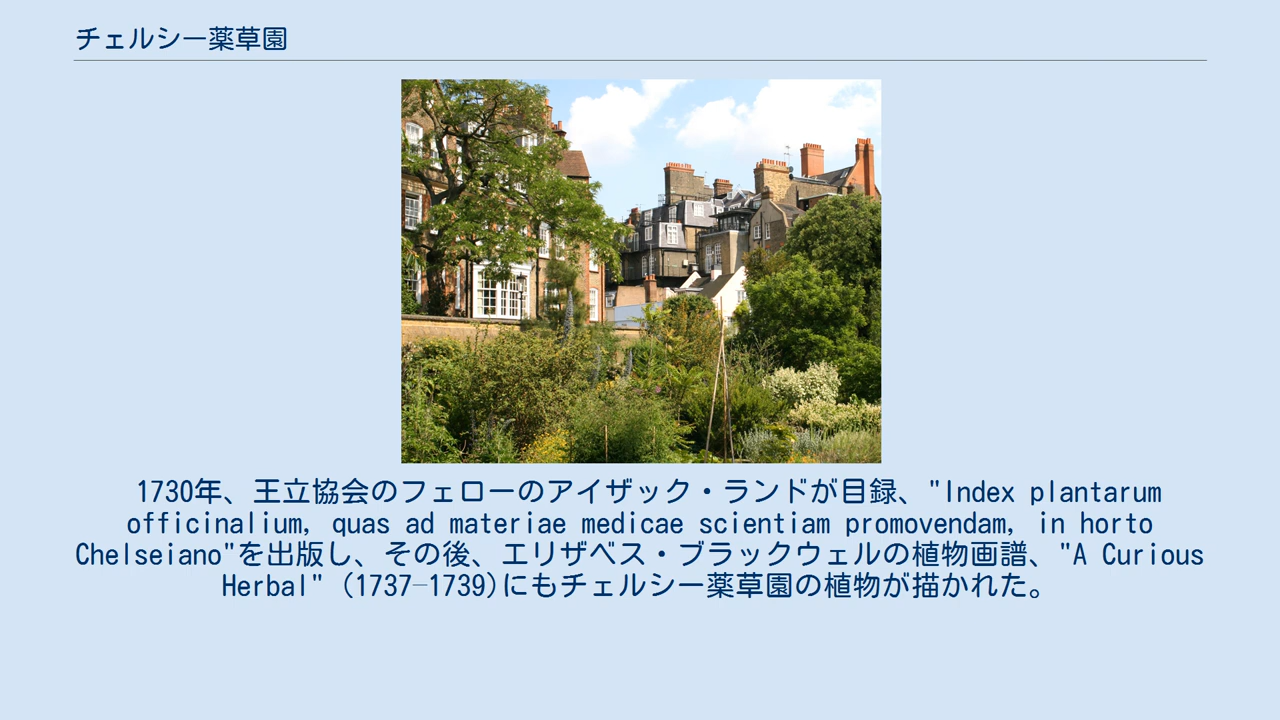 チェルシー薬草園
1730年、王立協会のフェローのアイザック・ランドが目録、"Index plantarum
officinalium, quas ad materiae medicae scientiam promovendam, in horto
Chelseiano"を出版し、その後、エリザベス・ブラックウェルの植物画譜、"A Curious
Herbal" (1737–1739)にもチェルシー薬草園の植物が描かれた。